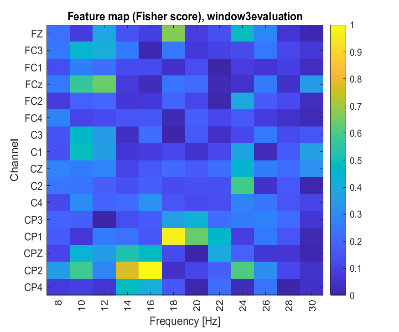 Feature map (Fisher score), window3evaluation
Channel
FZ
FC3
FC1
FCz
FC2
FC4
C3
C1
CZ
C2
C4
CP3
CP1
CPZ
CP2
CP4
8 10 12 14 16 18 20 22 24 26 28 30
Frequency [Hz]
1
0.9
0.8
0.7
0.6
0.5
0.4
0.3
0.2
0.1
0